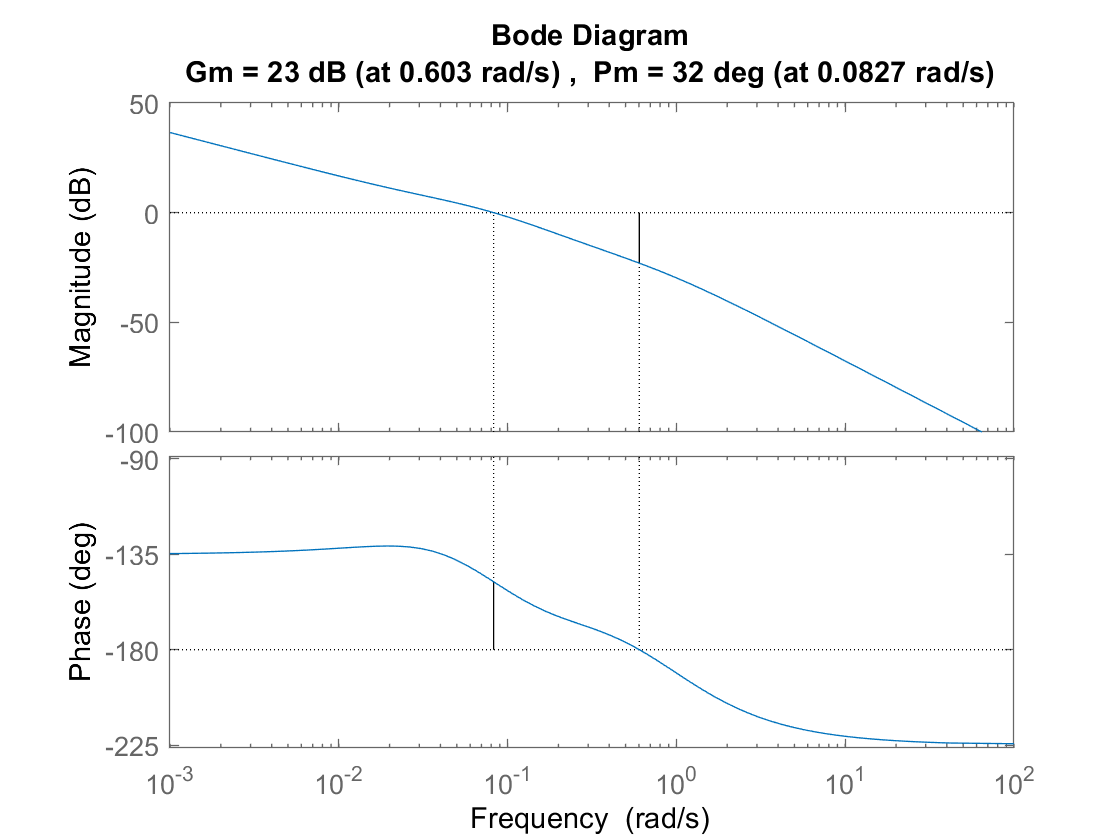 Bode Diagram
Gm = 23 dB (at 0.603 rad/s) ,  Pm = 32 deg (at 0.0827 rad/s)
50
0
-50
-100
Magnitude (dB)
-90
-135
-180
-225
Phase (deg)
10^-3 10^-2 10^-1 10^0 10^1 10^2
Frequency  (rad/s)